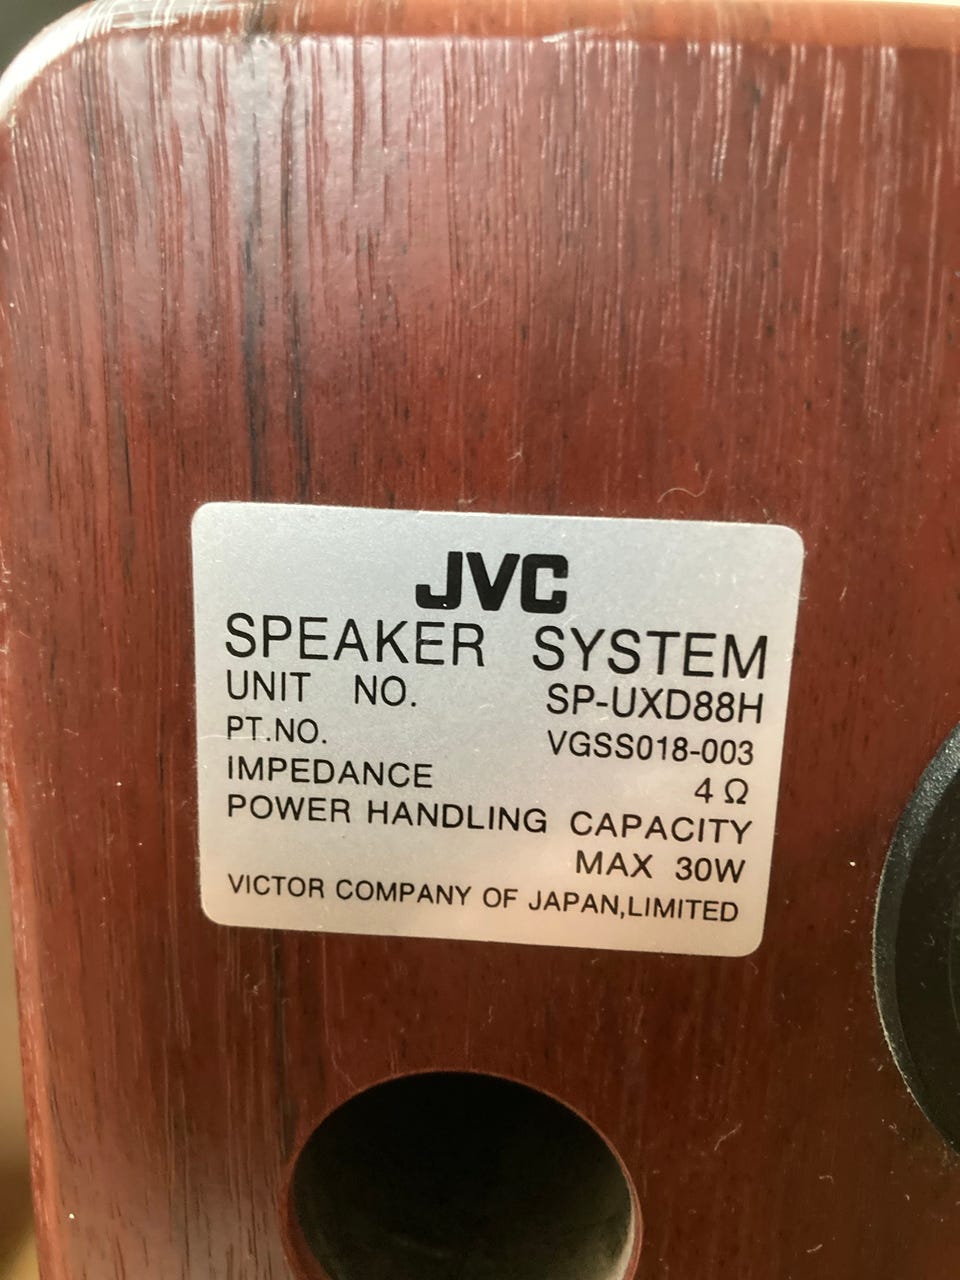 JVC
SPEAKER SYSTEM
UNIT NO. SP-UXD88H
PT.NO. VGSS018-003
IMPEDANCE 4 Ω
POWER HANDLING CAPACITY
MAX 30W
VICTOR COMPANY OF JAPAN,LIMITED